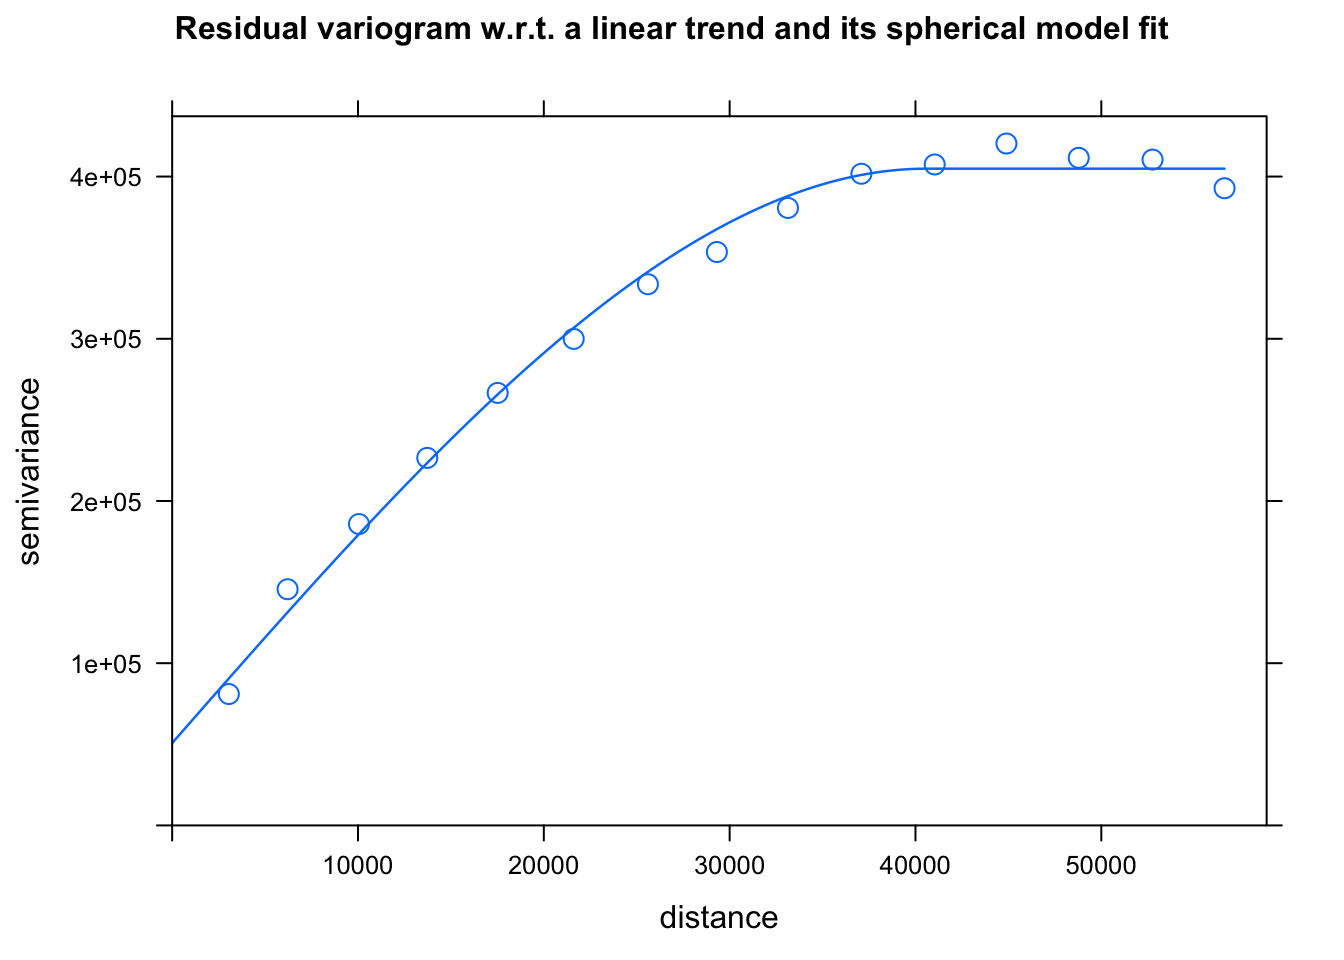 Residual variogram w.r.t. a linear trend and its spherical model fit
4e+05
3e+05
2e+05
1e+05
semivariance
10000 20000 30000 40000 50000
distance